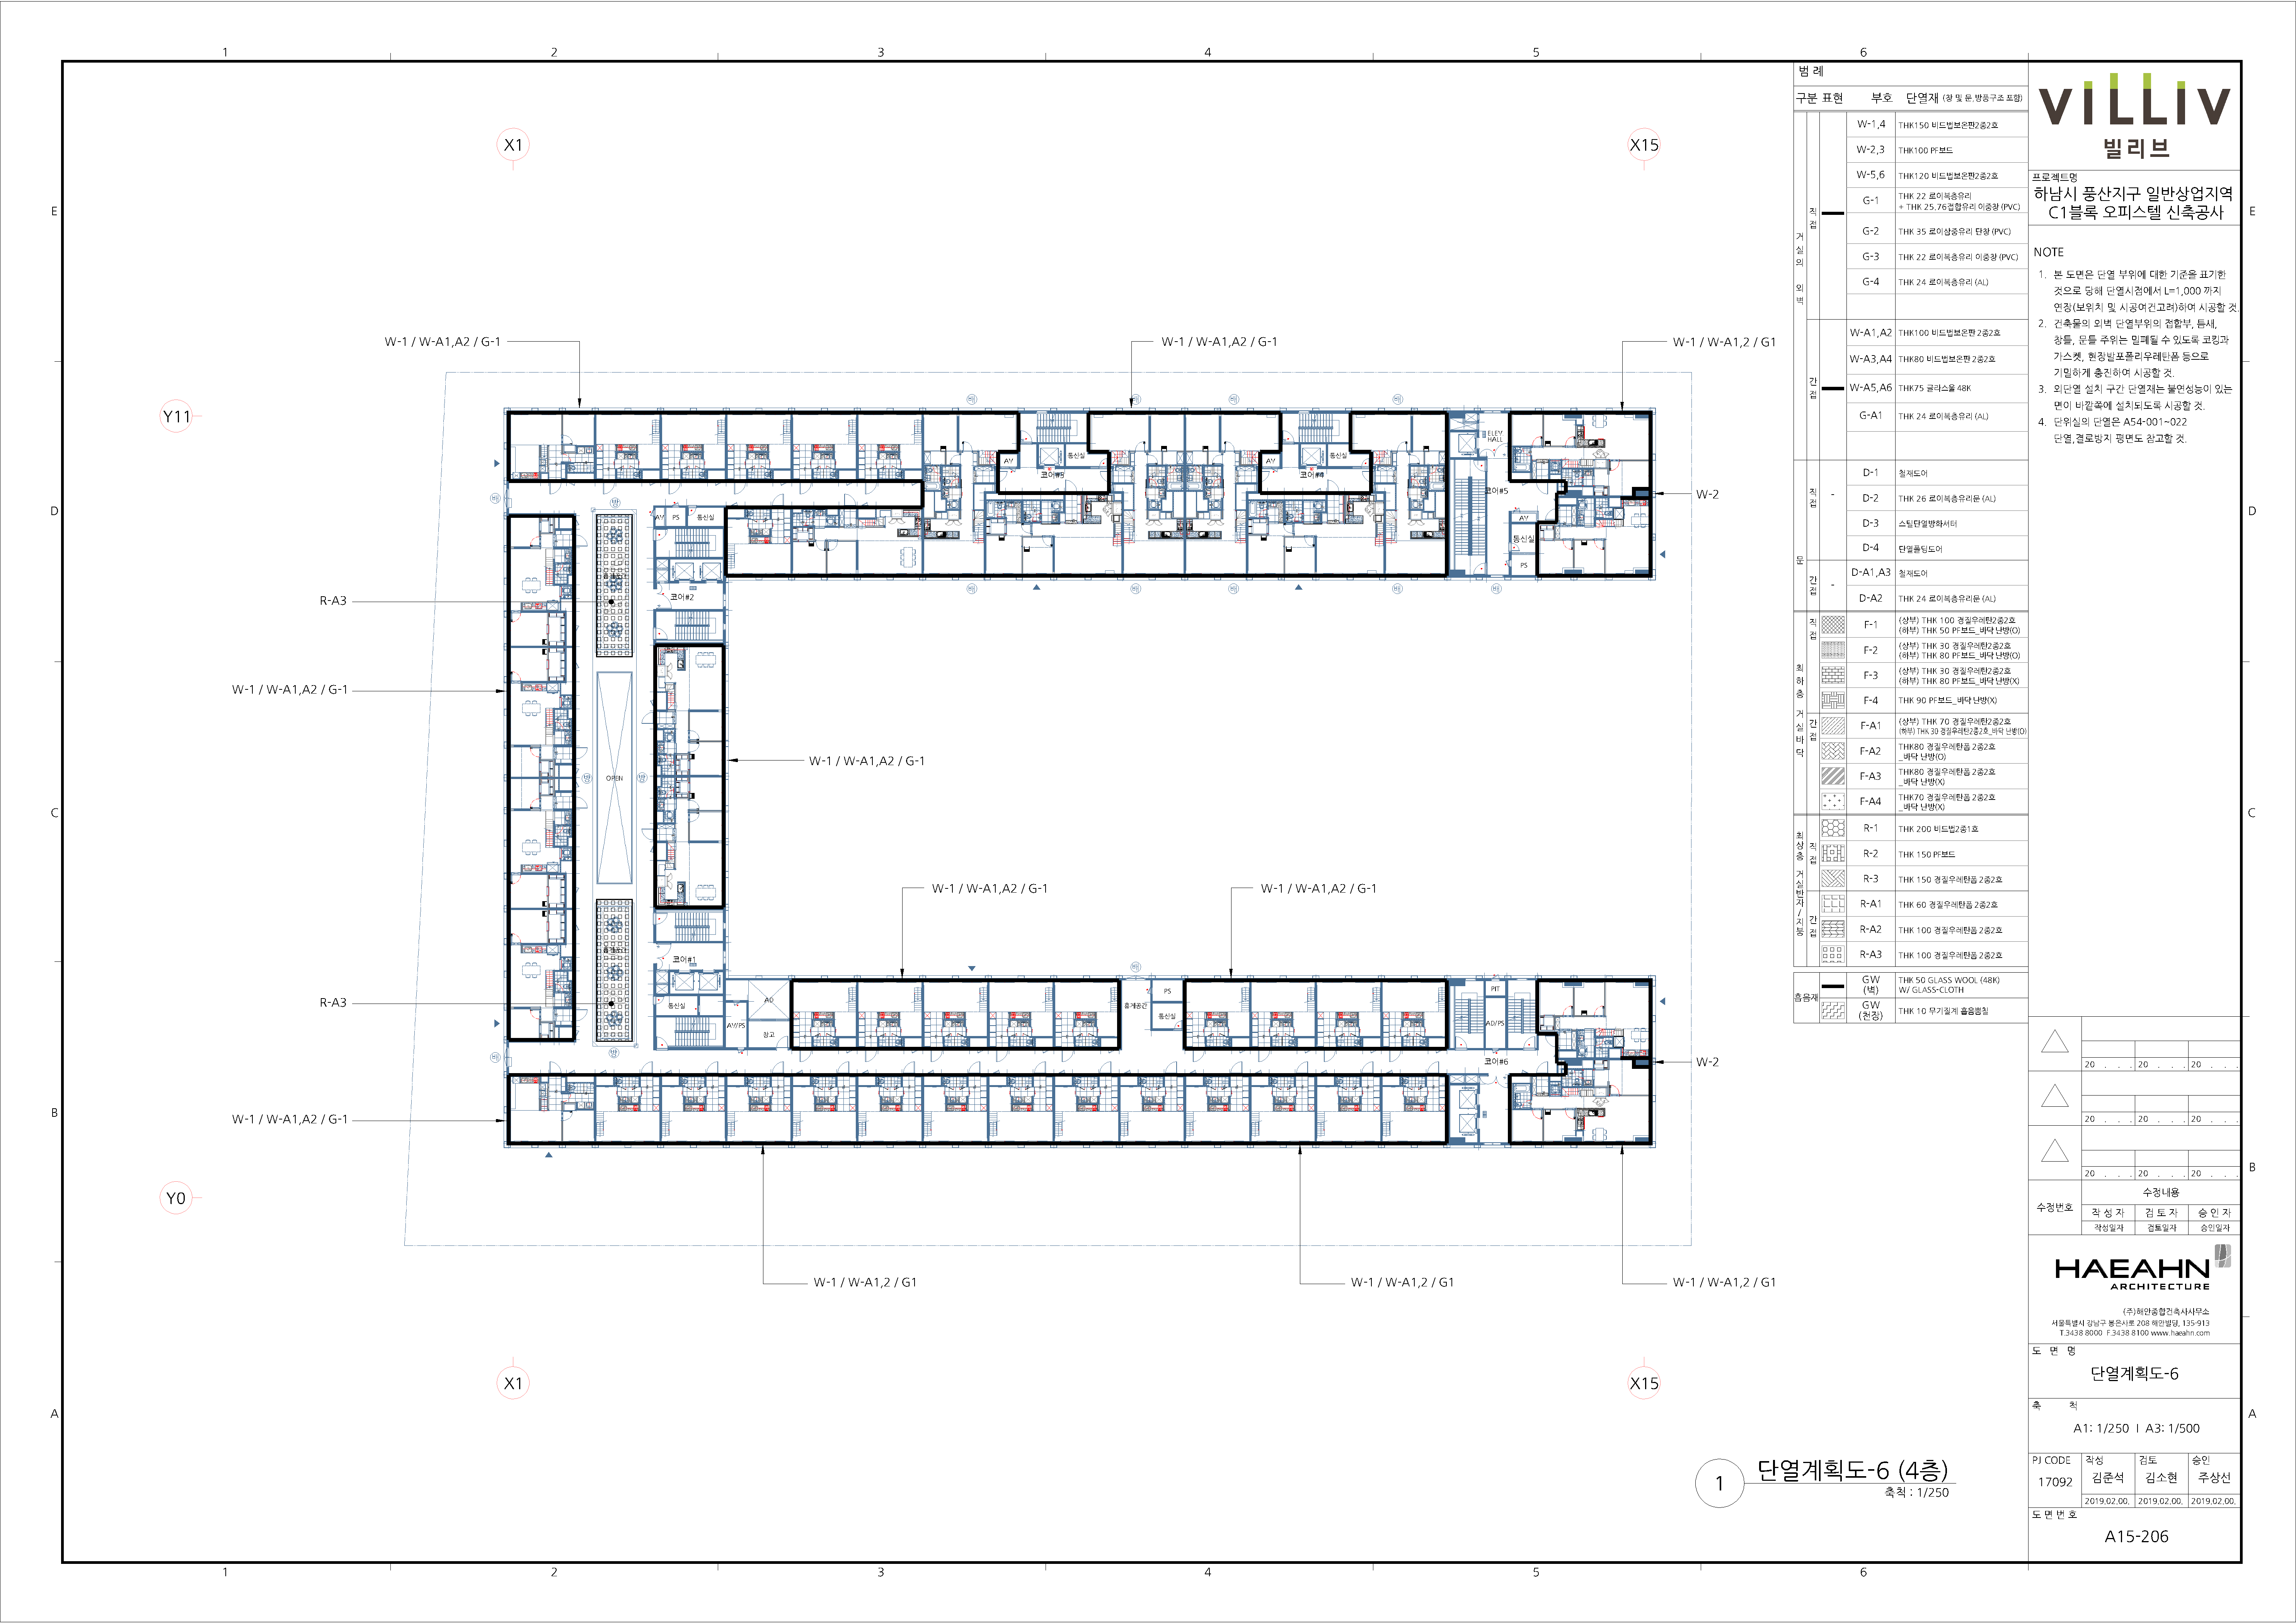 1 2 3 4 5 6
E
D
C
B
A
X1
X15
Y11
Y0
W-1 / W-A1,A2 / G-1
W-1 / W-A1,A2 / G-1
W-1 / W-A1,2 / G1
W-2
R-A3
W-1 / W-A1,A2 / G-1
W-1 / W-A1,A2 / G-1
W-1 / W-A1,A2 / G-1
W-1 / W-A1,A2 / G-1
R-A3
W-2
W-1 / W-A1,A2 / G-1
W-1 / W-A1,2 / G1
W-1 / W-A1,2 / G1
W-1 / W-A1,2 / G1
AV
통신실
코어#3
AV
통신실
코어#4
ELEV
HALL
코어#5
AV
통신실
PS
AV
PS
통신실
코어#2
OPEN
코어#1
통신실
AV/PS
AD
창고
휴게공간
PS
통신실
PIT
AD/PS
코어#6
X1
X15
1
단열계획도-6 (4층)
축척 : 1/250
범 례
구분 표현 부호 단열재 (창 및 문,방풍구조 포함)
거실의 외벽
직접
W-1,4 THK150 비드법보온판2종2호
W-2,3 THK100 PF보드
W-5,6 THK120 비드법보온판2종2호
G-1 THK 22 로이복층유리
+ THK 25.76접합유리 이중창 (PVC)
G-2 THK 35 로이삼중유리 단창 (PVC)
G-3 THK 22 로이복층유리 이중창 (PVC)
G-4 THK 24 로이복층유리 (AL)
간접
W-A1,A2 THK100 비드법보온판 2종2호
W-A3,A4 THK80 비드법보온판 2종2호
W-A5,A6 THK75 글라스울 48K
G-A1 THK 24 로이복층유리 (AL)
문
직접 -
D-1 철재도어
D-2 THK 26 로이복층유리문 (AL)
D-3 스틸단열방화셔터
D-4 단열폴딩도어
간접 -
D-A1,A3 철재도어
D-A2 THK 24 로이복층유리문 (AL)
최하층 거실바닥
직접
F-1 (상부) THK 100 경질우레탄2종2호
(하부) THK 50 PF보드_바닥 난방(O)
F-2 (상부) THK 30 경질우레탄2종2호
(하부) THK 80 PF보드_바닥 난방(O)
F-3 (상부) THK 30 경질우레탄2종2호
(하부) THK 80 PF보드_바닥 난방(X)
F-4 THK 90 PF보드_바닥 난방(X)
간접
F-A1 (상부) THK 70 경질우레탄2종2호
(하부) THK 30 경질우레탄2종2호_바닥 난방(O)
F-A2 THK80 경질우레탄폼 2종2호
_바닥 난방(O)
F-A3 THK80 경질우레탄폼 2종2호
_바닥 난방(X)
F-A4 THK70 경질우레탄폼 2종2호
_바닥 난방(X)
최상층 거실반자/지붕
직접
R-1 THK 200 비드법2종1호
R-2 THK 150 PF보드
R-3 THK 150 경질우레탄폼 2종2호
간접
R-A1 THK 60 경질우레탄폼 2종2호
R-A2 THK 100 경질우레탄폼 2종2호
R-A3 THK 100 경질우레탄폼 2종2호
흡음재
GW
(벽)
THK 50 GLASS WOOL (48K)
W/ GLASS-CLOTH
GW
(천장)
THK 10 무기질계 흡음뿜칠
VILLIV
빌리브
프로젝트명
하남시 풍산지구 일반상업지역
C1블록 오피스텔 신축공사
NOTE
1. 본 도면은 단열 부위에 대한 기준을 표기한
것으로 당해 단열시점에서 L=1,000 까지
연장(보위치 및 시공여건고려)하여 시공할 것.
2. 건축물의 외벽 단열부위의 접합부, 틈새,
창틀, 문틀 주위는 밀폐될 수 있도록 코킹과
가스켓, 현장발포폴리우레탄폼 등으로
기밀하게 충진하여 시공할 것.
3. 외단열 설치 구간 단열재는 불연성능이 있는
면이 바깥쪽에 설치되도록 시공할 것.
4. 단위실의 단열은 A54-001~022
단열,결로방지 평면도 참고할 것.
20 . . . 20 . . . 20 . . .
20 . . . 20 . . . 20 . . .
20 . . . 20 . . . 20 . . .
수정번호
수정내용
작 성 자 검 토 자 승 인 자
작성일자 검토일자 승인일자
HAEAHN
ARCHITECTURE
(주)해안종합건축사사무소
서울특별시 강남구 봉은사로 208 해안빌딩, 135-913
T.3438 8000 F.3438 8100 www.haeahn.com
도 면 명
단열계획도-6
축 척
A1: 1/250 I A3: 1/500
PJ CODE 작성 검토 승인
17092 김준석 김소현 주상선
2019.02.00. 2019.02.00. 2019.02.00.
도 면 번 호
A15-206
E
D
C
B
A
1 2 3 4 5 6